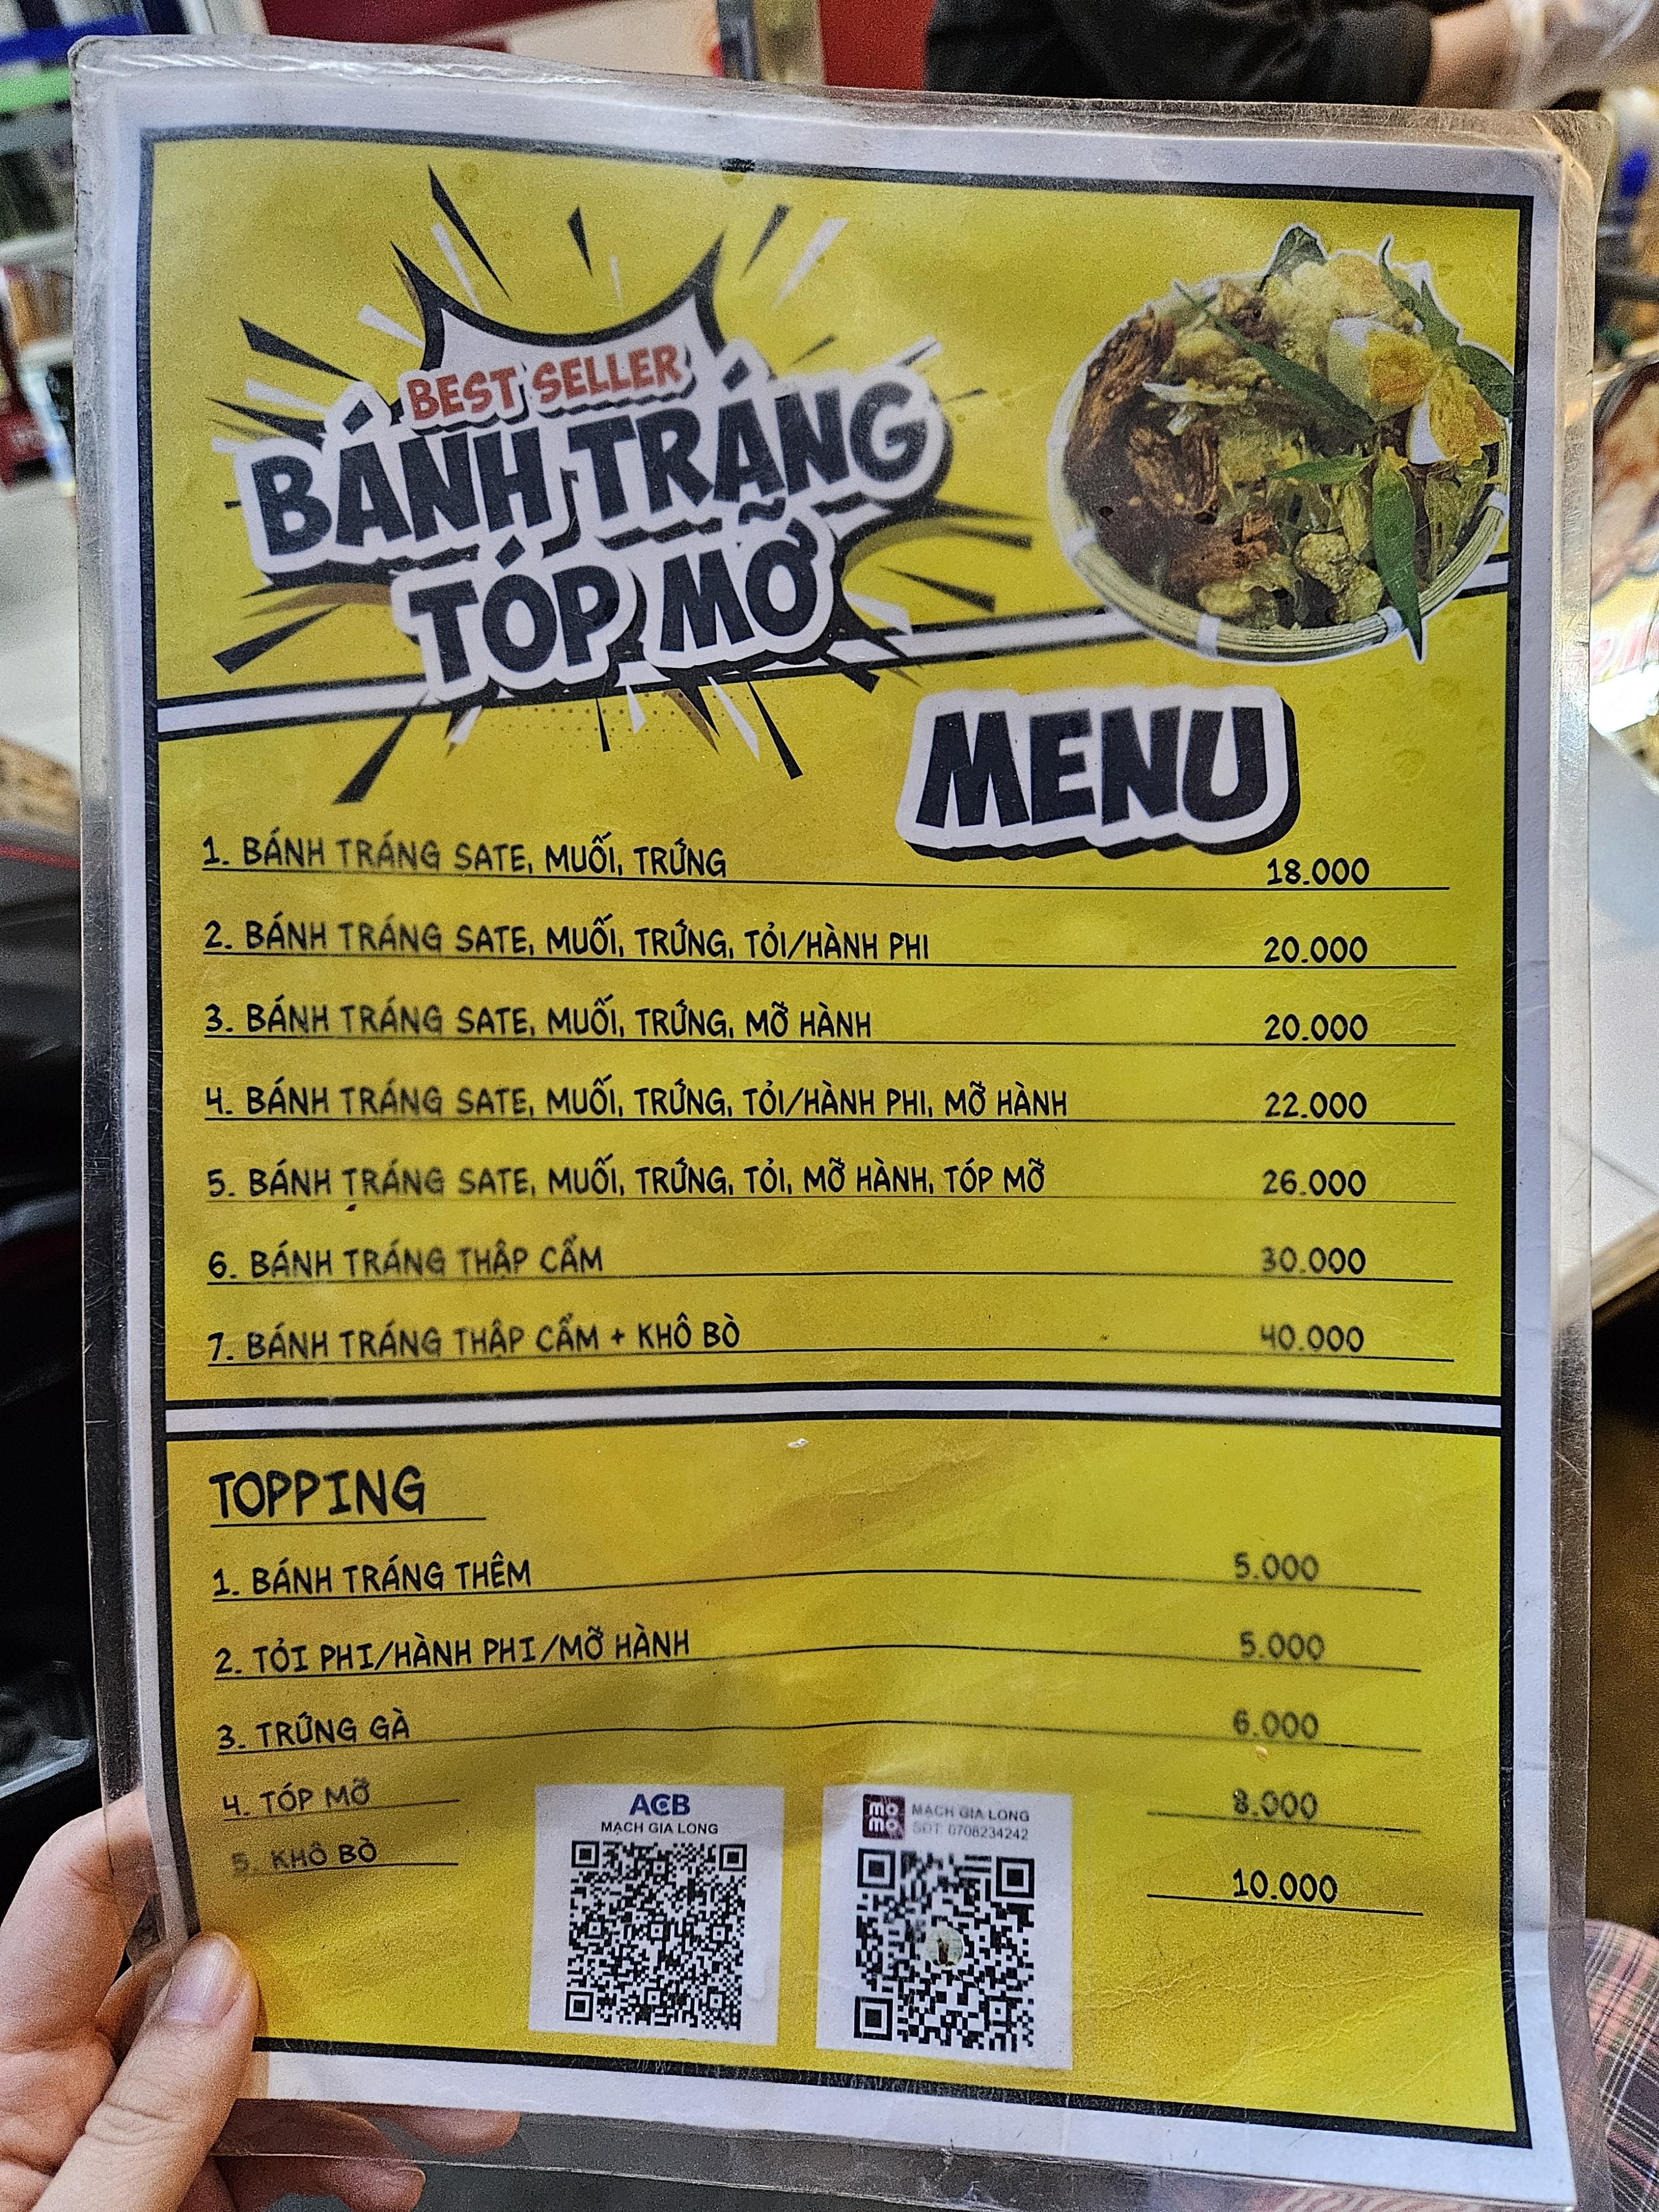 BEST SELLER
BÁNH TRÁNG
TÓP MỠ
MENU
1. BÁNH TRÁNG SATE, MUỐI, TRỨNG 18.000
2. BÁNH TRÁNG SATE, MUỐI, TRỨNG, TỎI/HÀNH PHI 20.000
3. BÁNH TRÁNG SATE, MUỐI, TRỨNG, MỠ HÀNH 20.000
4. BÁNH TRÁNG SATE, MUỐI, TRỨNG, TỎI/HÀNH PHI, MỠ HÀNH 22.000
5. BÁNH TRÁNG SATE, MUỐI, TRỨNG, TỎI, MỠ HÀNH, TÓP MỠ 26.000
6. BÁNH TRÁNG THẬP CẨM 30.000
7. BÁNH TRÁNG THẬP CẨM + KHÔ BÒ 40.000
TOPPING
1. BÁNH TRÁNG THÊM 5.000
2. TỎI PHI/HÀNH PHI/MỠ HÀNH 5.000
3. TRỨNG GÀ 6.000
4. TÓP MỠ 8.000
5. KHÔ BÒ 10.000
ACB
MẠCH GIA LONG
mo
mo
MẠCH GIA LONG
SĐT: 0708234242